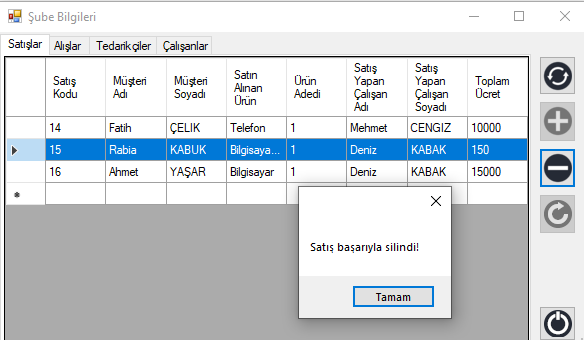 Şube Bilgileri
Satışlar Alışlar Tedarikçiler Çalışanlar
Satış Kodu Müşteri Adı Müşteri Soyadı Satın Alınan Ürün Ürün Adedi Satış Yapan Çalışan Adı Satış Yapan Çalışan Soyadı Toplam Ücret
14 Fatih ÇELİK Telefon 1 Mehmet CENGİZ 10000
15 Rabia KABUK Bilgisaya... 1 Deniz KABAK 150
16 Ahmet YAŞAR Bilgisayar 1 Deniz KABAK 15000
Satış başarıyla silindi!
Tamam